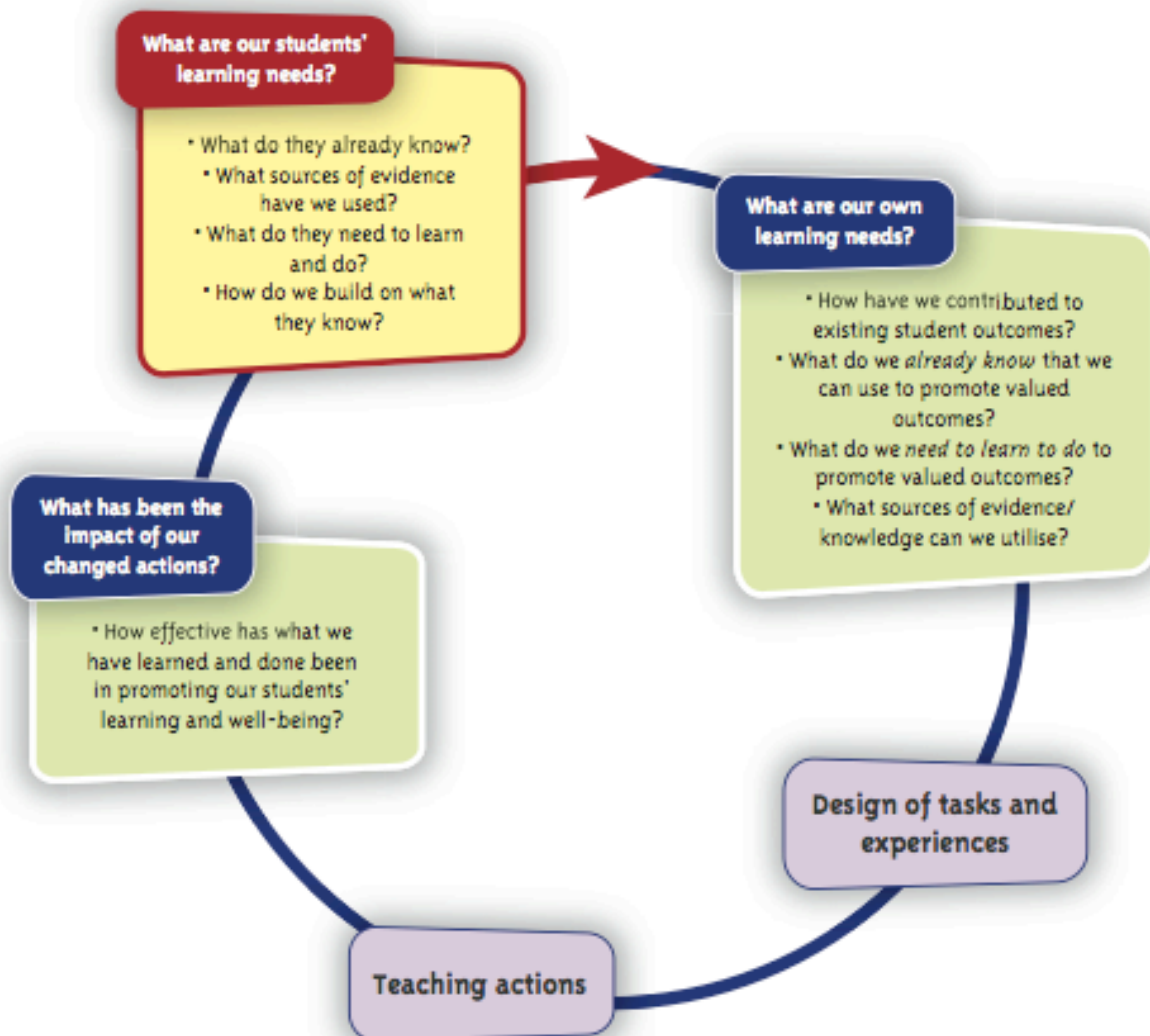 What are our students'
learning needs?
• What do they already know?
• What sources of evidence
have we used?
• What do they need to learn
and do?
• How do we build on what
they know?
What are our own
learning needs?
• How have we contributed to
existing student outcomes?
• What do we already know that we
can use to promote valued
outcomes?
• What do we need to learn to do to
promote valued outcomes?
• What sources of evidence/
knowledge can we utilise?
Design of tasks and
experiences
Teaching actions
What has been the
impact of our
changed actions?
• How effective has what we
have learned and done been
in promoting our students'
learning and well-being?